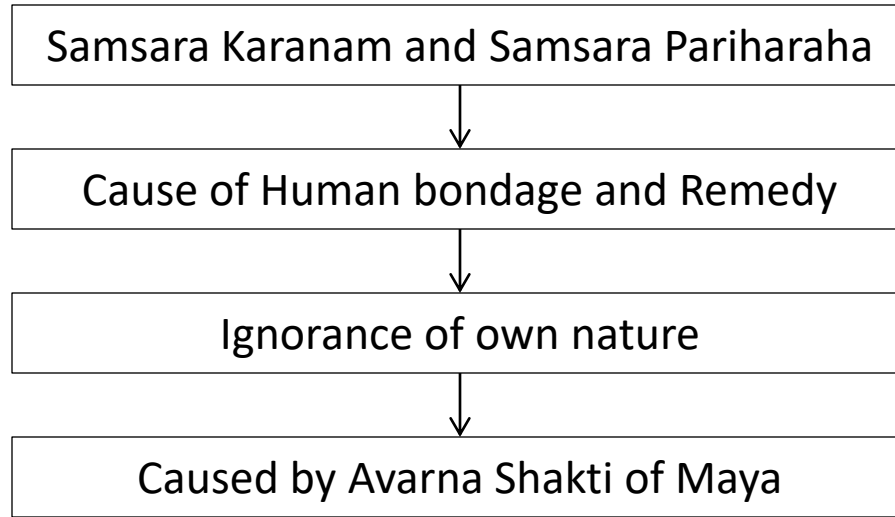 Samsara Karanam and Samsara Pariharaha
Cause of Human bondage and Remedy
Ignorance of own nature
Caused by Avarna Shakti of Maya